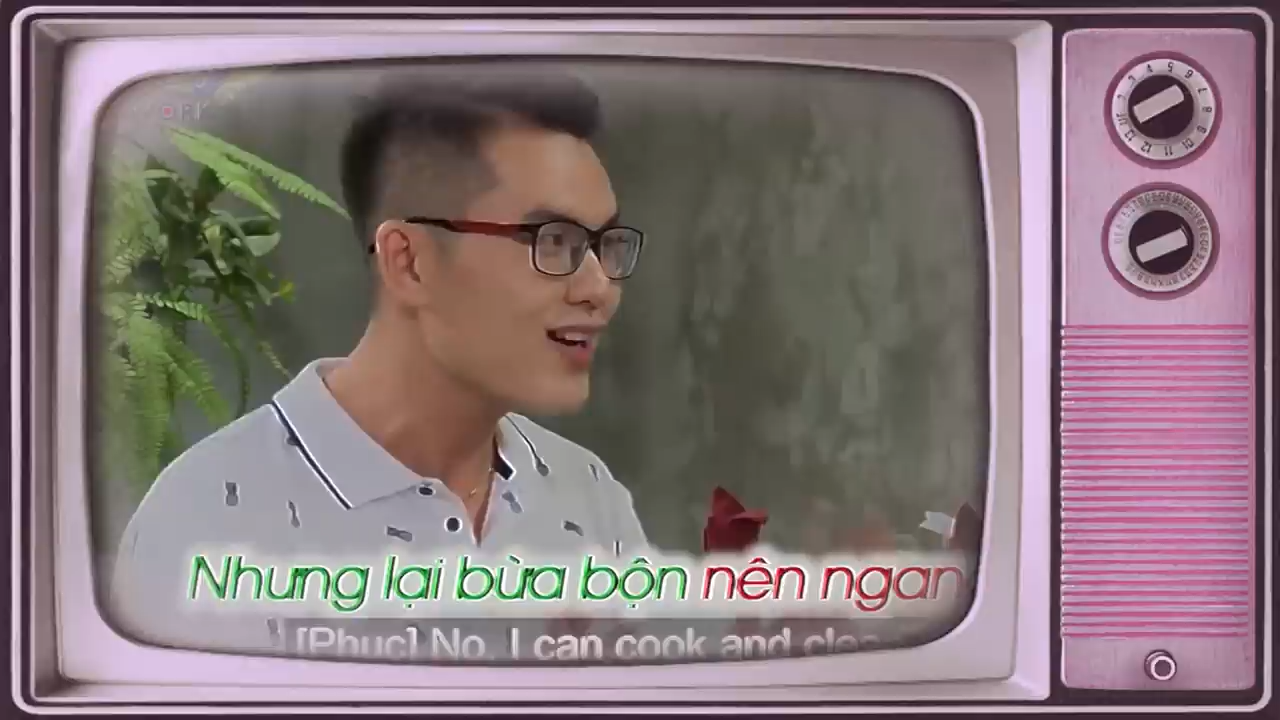 Nhưng lại bừa bộn nên ngan
[Phuc] No, I can cook and clea